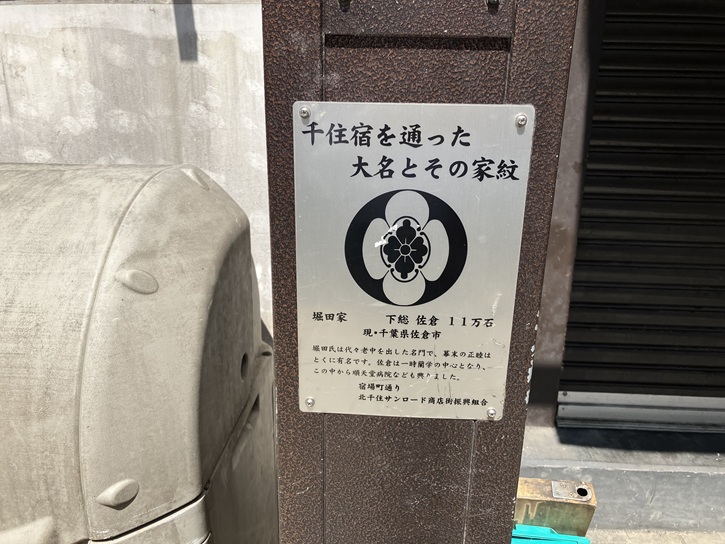 千住宿を通った
大名とその家紋
堀田家 下総 佐倉 11万石
現・千葉県佐倉市
堀田氏は代々老中を出した名門で、幕末の正睦は
とくに有名です。佐倉は一時蘭学の中心となり、
この中から順天堂病院なども興りました。
宿場町通り
北千住サンロード商店街振興組合